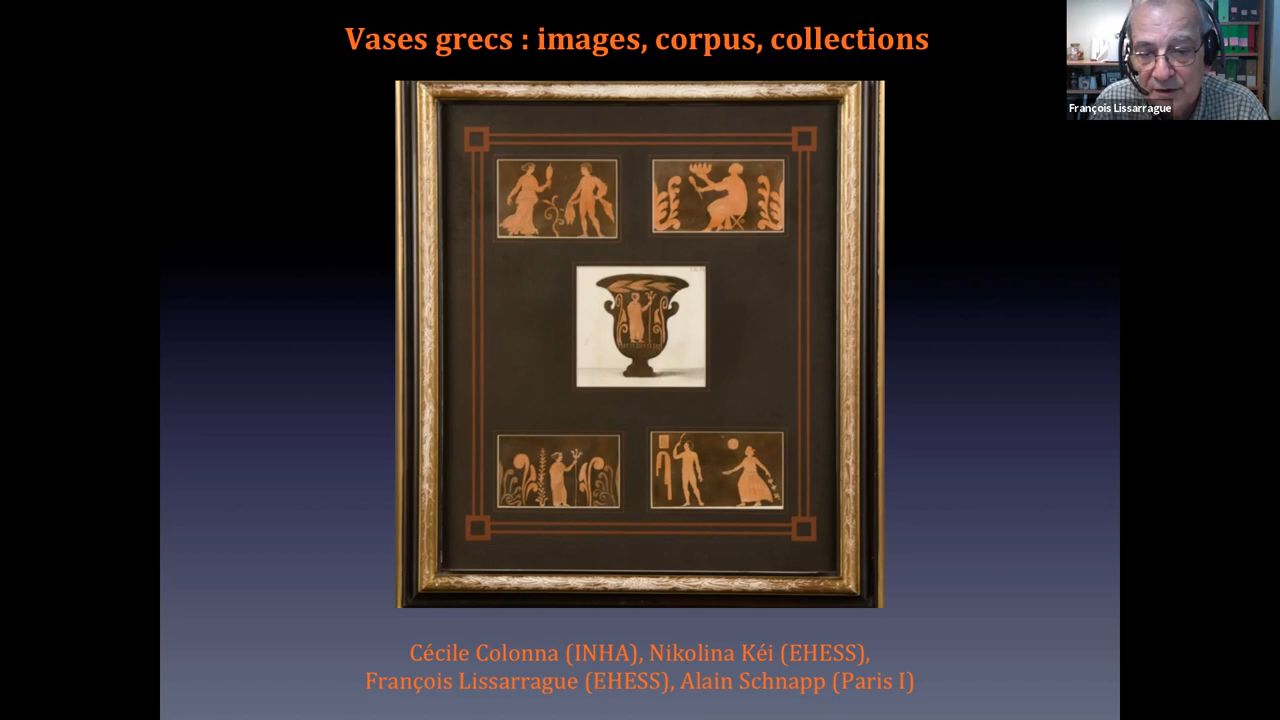 Vases grecs : images, corpus, collections
François Lissarrague
Cécile Colonna (INHA), Nikolina Kéi (EHESS),
François Lissarrague (EHESS), Alain Schnapp (Paris I)